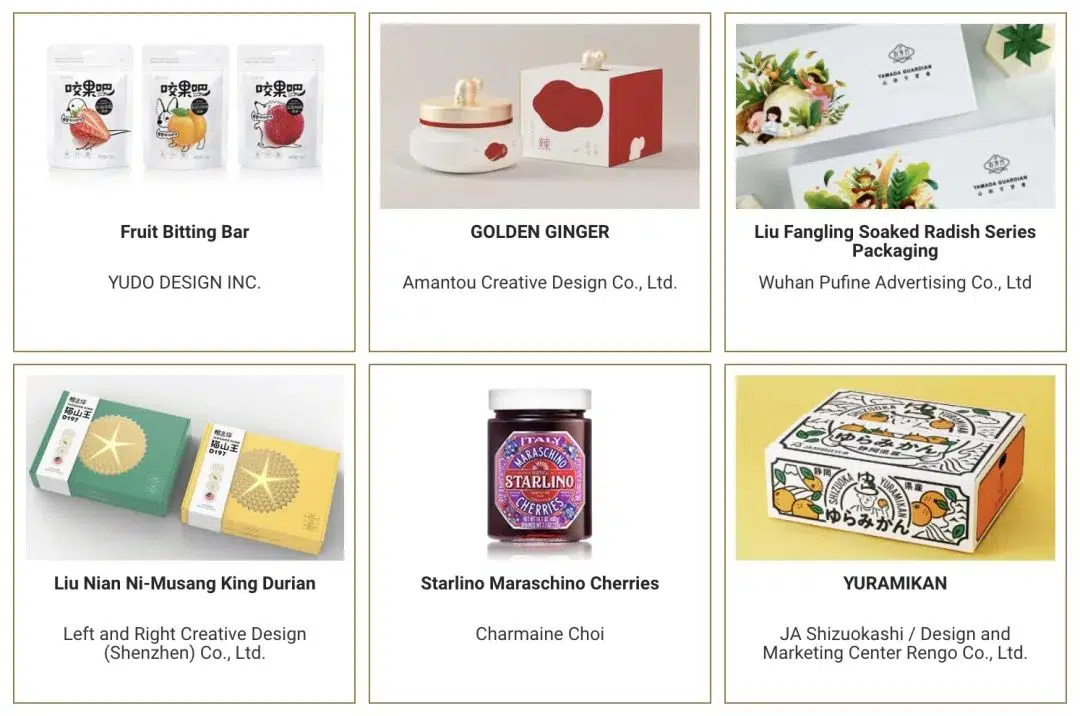 咬果吧
咬果吧
咬果吧
辣
YAMADA GUARDIAN
YAMADA GUARDIAN
Fruit Bitting Bar
GOLDEN GINGER
Liu Fangling Soaked Radish Series
Packaging
YUDO DESIGN INC.
Amantou Creative Design Co., Ltd.
Wuhan Pufine Advertising Co., Ltd
猫山王
D197
猫山王
D197
ITALY
MARASCHINO
STARLINO
CHERRIES
SHIZUOKA
ゆらみかん
静岡
県産
SHIZUOKA
YURAMIKAN
ゆらみかん
Liu Nian Ni-Musang King Durian
Starlino Maraschino Cherries
YURAMIKAN
Left and Right Creative Design
(Shenzhen) Co., Ltd.
Charmaine Choi
JA Shizuokashi / Design and
Marketing Center Rengo Co., Ltd.